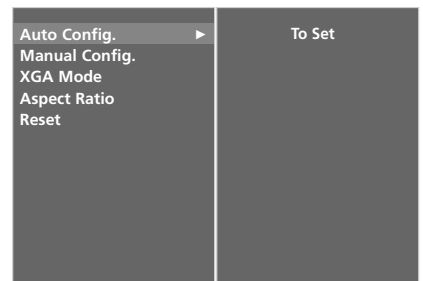 Auto Config. ► To Set
Manual Config.
XGA Mode
Aspect Ratio
Reset